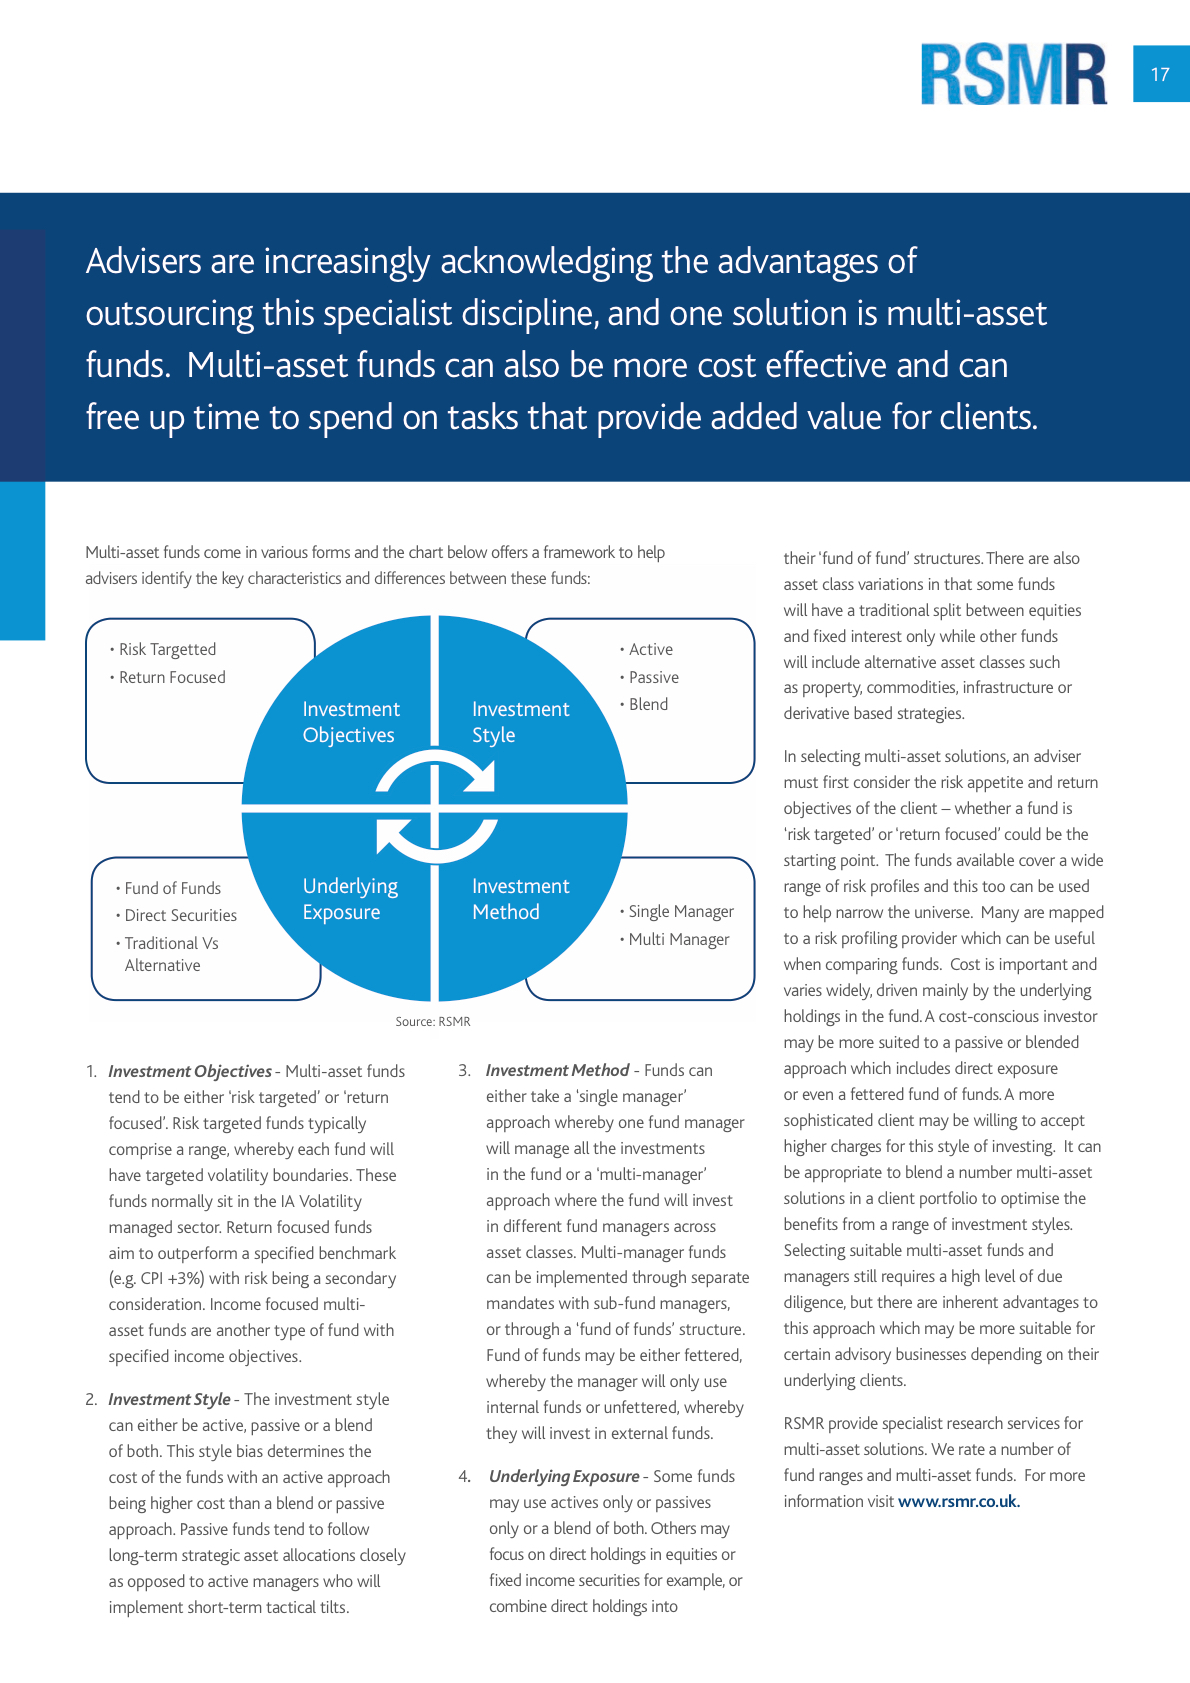 RSMR
17
Advisers are increasingly acknowledging the advantages of
outsourcing this specialist discipline, and one solution is multi-asset
funds.  Multi-asset funds can also be more cost effective and can
free up time to spend on tasks that provide added value for clients.
Multi-asset funds come in various forms and the chart below offers a framework to help
advisers identify the key characteristics and differences between these funds:
• Risk Targetted
• Return Focused
Investment
Objectives
Investment
Style
• Active
• Passive
• Blend
• Fund of Funds
• Direct Securities
• Traditional Vs
Alternative
Underlying
Exposure
Investment
Method
• Single Manager
• Multi Manager
Source: RSMR
1. Investment Objectives - Multi-asset funds
tend to be either ‘risk targeted’ or ‘return
focused’. Risk targeted funds typically
comprise a range, whereby each fund will
have targeted volatility boundaries. These
funds normally sit in the IA Volatility
managed sector. Return focused funds
aim to outperform a specified benchmark
(e.g. CPI +3%) with risk being a secondary
consideration. Income focused multi-
asset funds are another type of fund with
specified income objectives.
2. Investment Style - The investment style
can either be active, passive or a blend
of both. This style bias determines the
cost of the funds with an active approach
being higher cost than a blend or passive
approach. Passive funds tend to follow
long-term strategic asset allocations closely
as opposed to active managers who will
implement short-term tactical tilts.
3. Investment Method - Funds can
either take a ‘single manager’
approach whereby one fund manager
will manage all the investments
in the fund or a ‘multi-manager’
approach where the fund will invest
in different fund managers across
asset classes. Multi-manager funds
can be implemented through separate
mandates with sub-fund managers,
or through a ‘fund of funds’ structure.
Fund of funds may be either fettered,
whereby the manager will only use
internal funds or unfettered, whereby
they will invest in external funds.
4. Underlying Exposure - Some funds
may use actives only or passives
only or a blend of both. Others may
focus on direct holdings in equities or
fixed income securities for example, or
combine direct holdings into
their ‘fund of fund’ structures. There are also
asset class variations in that some funds
will have a traditional split between equities
and fixed interest only while other funds
will include alternative asset classes such
as property, commodities, infrastructure or
derivative based strategies.
In selecting multi-asset solutions, an adviser
must first consider the risk appetite and return
objectives of the client – whether a fund is
‘risk targeted’ or ‘return focused’ could be the
starting point.  The funds available cover a wide
range of risk profiles and this too can be used
to help narrow the universe.  Many are mapped
to a risk profiling provider which can be useful
when comparing funds.  Cost is important and
varies widely, driven mainly by the underlying
holdings in the fund. A cost-conscious investor
may be more suited to a passive or blended
approach which includes direct exposure
or even a fettered fund of funds. A more
sophisticated client may be willing to accept
higher charges for this style of investing.  It can
be appropriate to blend a number multi-asset
solutions in a client portfolio to optimise the
benefits from a range of investment styles.
Selecting suitable multi-asset funds and
managers still requires a high level of due
diligence, but there are inherent advantages to
this approach which may be more suitable for
certain advisory businesses depending on their
underlying clients.
RSMR provide specialist research services for
multi-asset solutions. We rate a number of
fund ranges and multi-asset funds.  For more
information visit www.rsmr.co.uk.